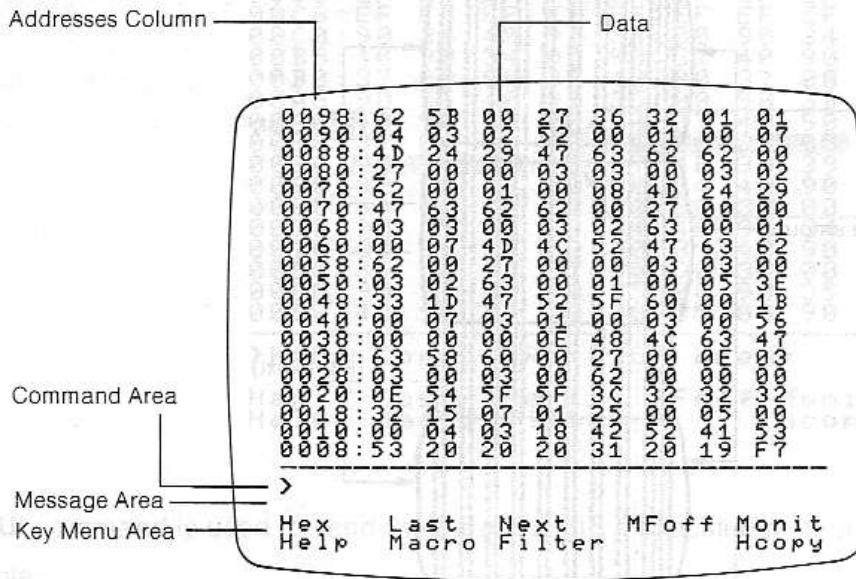 Addresses Column
Data
0098:62 5B 00 27 36 32 01 01
0090:04 03 02 52 00 01 00 07
0088:4D 24 29 47 63 62 62 00
0080:27 00 00 03 03 00 03 02
0078:62 00 01 00 08 4D 24 29
0070:47 63 62 62 00 27 00 00
0068:03 03 00 03 02 63 00 01
0060:00 07 4D 4C 52 47 63 62
0058:62 00 27 00 00 03 03 00
0050:03 02 63 00 01 00 05 3E
0048:33 1D 47 52 5F 60 00 1B
0040:00 07 03 01 00 03 00 56
0038:00 00 00 0E 48 4C 63 47
0030:63 58 60 00 27 00 0E 03
0028:03 00 03 00 62 00 00 00
0020:0E 54 5F 5F 3C 32 32 32
0018:32 15 07 01 25 00 05 00
0010:00 04 03 18 42 52 41 53
0008:53 20 20 20 31 20 19 F7
Command Area
>
Message Area
Key Menu Area
Hex Last Next MFoff Monit
Help Macro Filter Hcopy